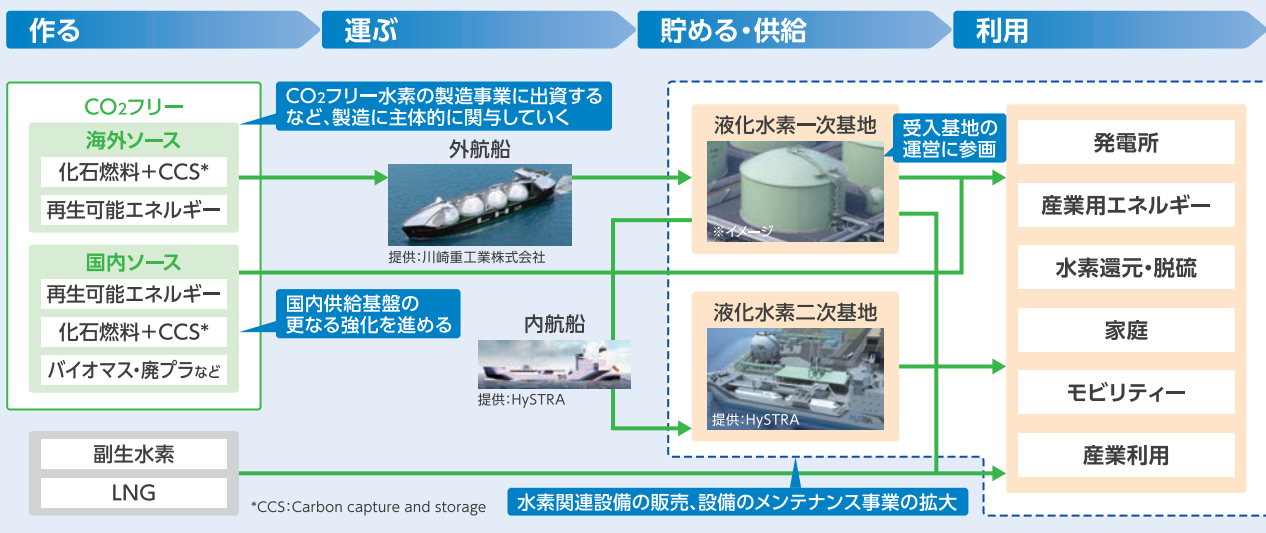 作る
運ぶ
貯める・供給
利用
CO2フリー
海外ソース
化石燃料＋CCS*
再生可能エネルギー
国内ソース
再生可能エネルギー
化石燃料＋CCS*
バイオマス・廃プラなど
副生水素
LNG
CO2フリー水素の製造事業に出資する
など、製造に主体的に関与していく
外航船
提供：川崎重工業株式会社
国内供給基盤の
更なる強化を進める
内航船
提供：HySTRA
*CCS：Carbon capture and storage
液化水素一次基地
※イメージ
受入基地の
運営に参画
液化水素二次基地
提供：HySTRA
水素関連設備の販売、設備のメンテナンス事業の拡大
発電所
産業用エネルギー
水素還元・脱硫
家庭
モビリティー
産業利用